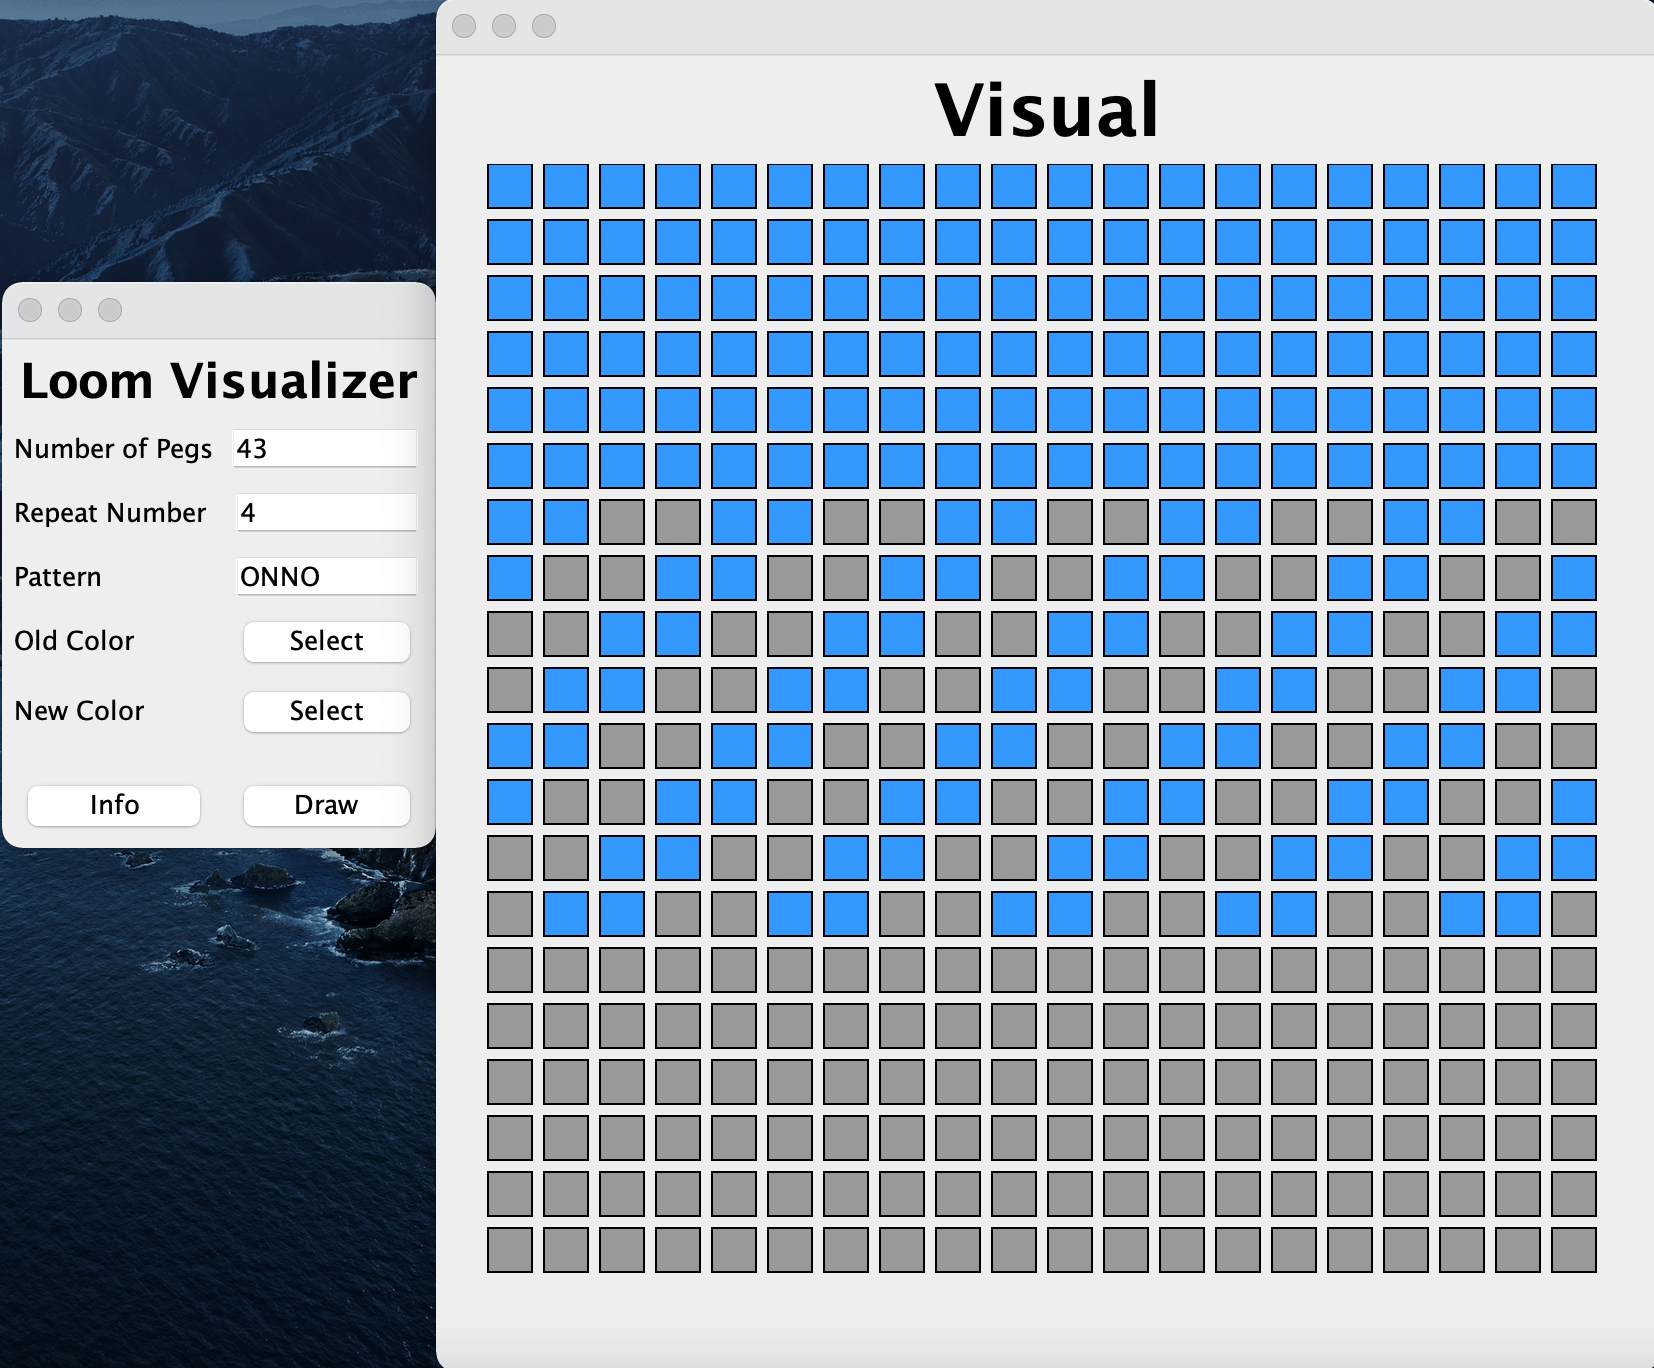 Loom Visualizer
Number of Pegs 43
Repeat Number 4
Pattern ONNO
Old Color Select
New Color Select
Info Draw
Visual